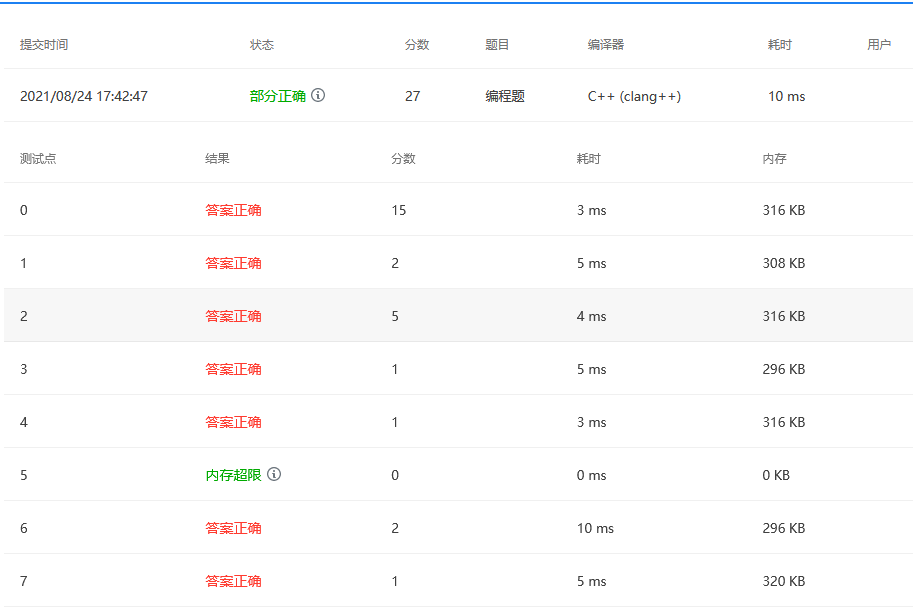 提交时间 状态 分数 题目 编译器 耗时 用户
2021/08/24 17:42:47 部分正确 27 编程题 C++ (clang++) 10 ms
测试点 结果 分数 耗时 内存
0 答案正确 15 3 ms 316 KB
1 答案正确 2 5 ms 308 KB
2 答案正确 5 4 ms 316 KB
3 答案正确 1 5 ms 296 KB
4 答案正确 1 3 ms 316 KB
5 内存超限 0 0 ms 0 KB
6 答案正确 2 10 ms 296 KB
7 答案正确 1 5 ms 320 KB